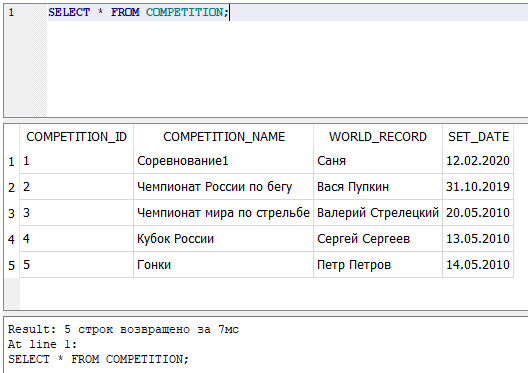 1 SELECT * FROM COMPETITION;
COMPETITION_ID COMPETITION_NAME WORLD_RECORD SET_DATE
1 1 Соревнование1 Саня 12.02.2020
2 2 Чемпионат России по бегу Вася Пупкин 31.10.2019
3 3 Чемпионат мира по стрельбе Валерий Стрелецкий 20.05.2010
4 4 Кубок России Сергей Сергеев 13.05.2010
5 5 Гонки Петр Петров 14.05.2010
Result: 5 строк возвращено за 7мс
At line 1:
SELECT * FROM COMPETITION;